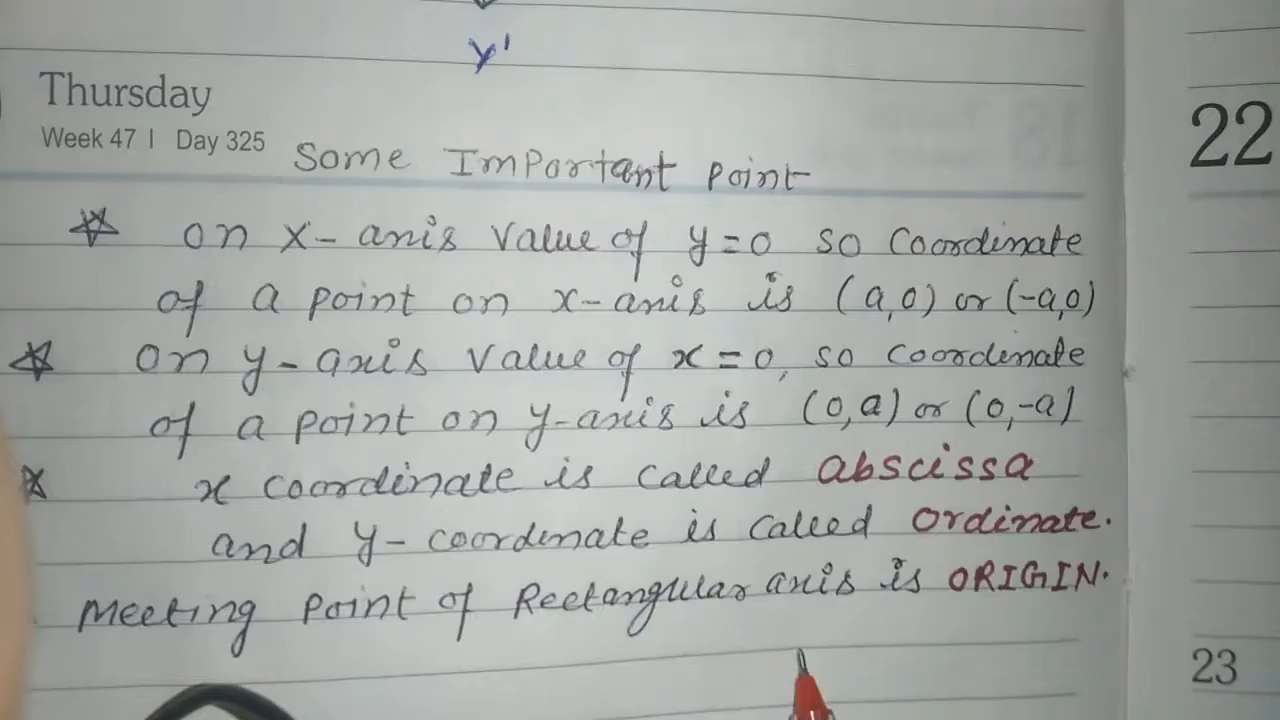 Y'
Thursday
22
Week 47 | Day 325
Some Important point
on x-axis value of y=0 so coordinate
of a point on x-axis is (a,0) or (-a,0)
on y-axis value of x=0, so coordinate
of a point on y-axis is (0,a) or (0,-a)
x coordinate is called abscissa
and y-coordinate is called ordinate.
Meeting point of Rectangular axis is ORIGIN.
23